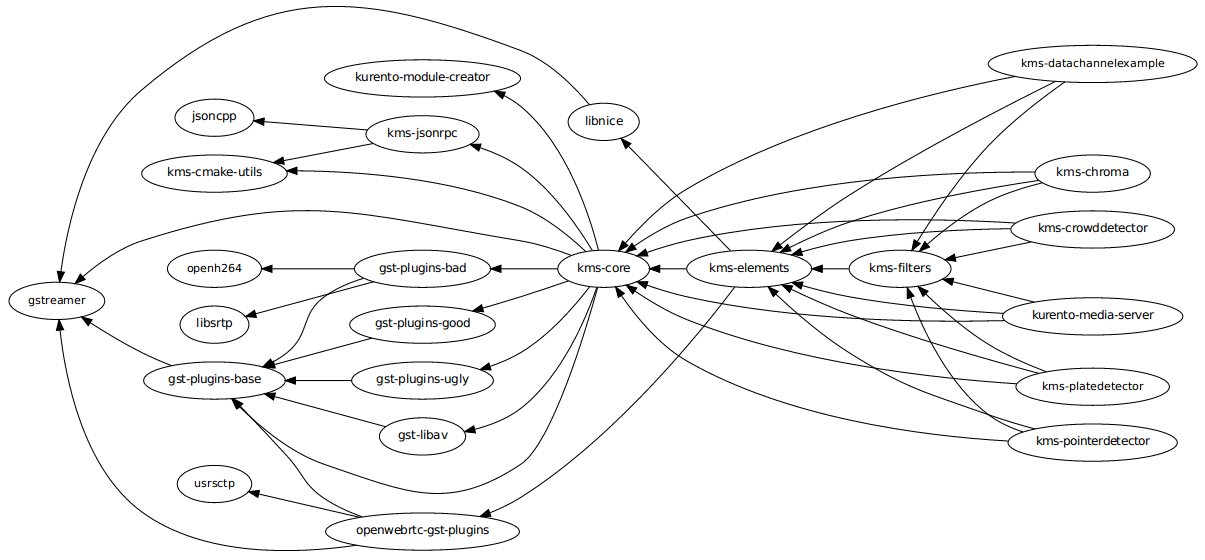 kms-datachannelexample
kurento-module-creator
jsoncpp
libnice
kms-jsonrpc
kms-cmake-utils
kms-chroma
kms-crowddetector
openh264
gst-plugins-bad
kms-core
kms-elements
kms-filters
gstreamer
libsrtp
gst-plugins-good
kurento-media-server
gst-plugins-base
gst-plugins-ugly
kms-platedetector
gst-libav
kms-pointerdetector
usrsctp
openwebrtc-gst-plugins